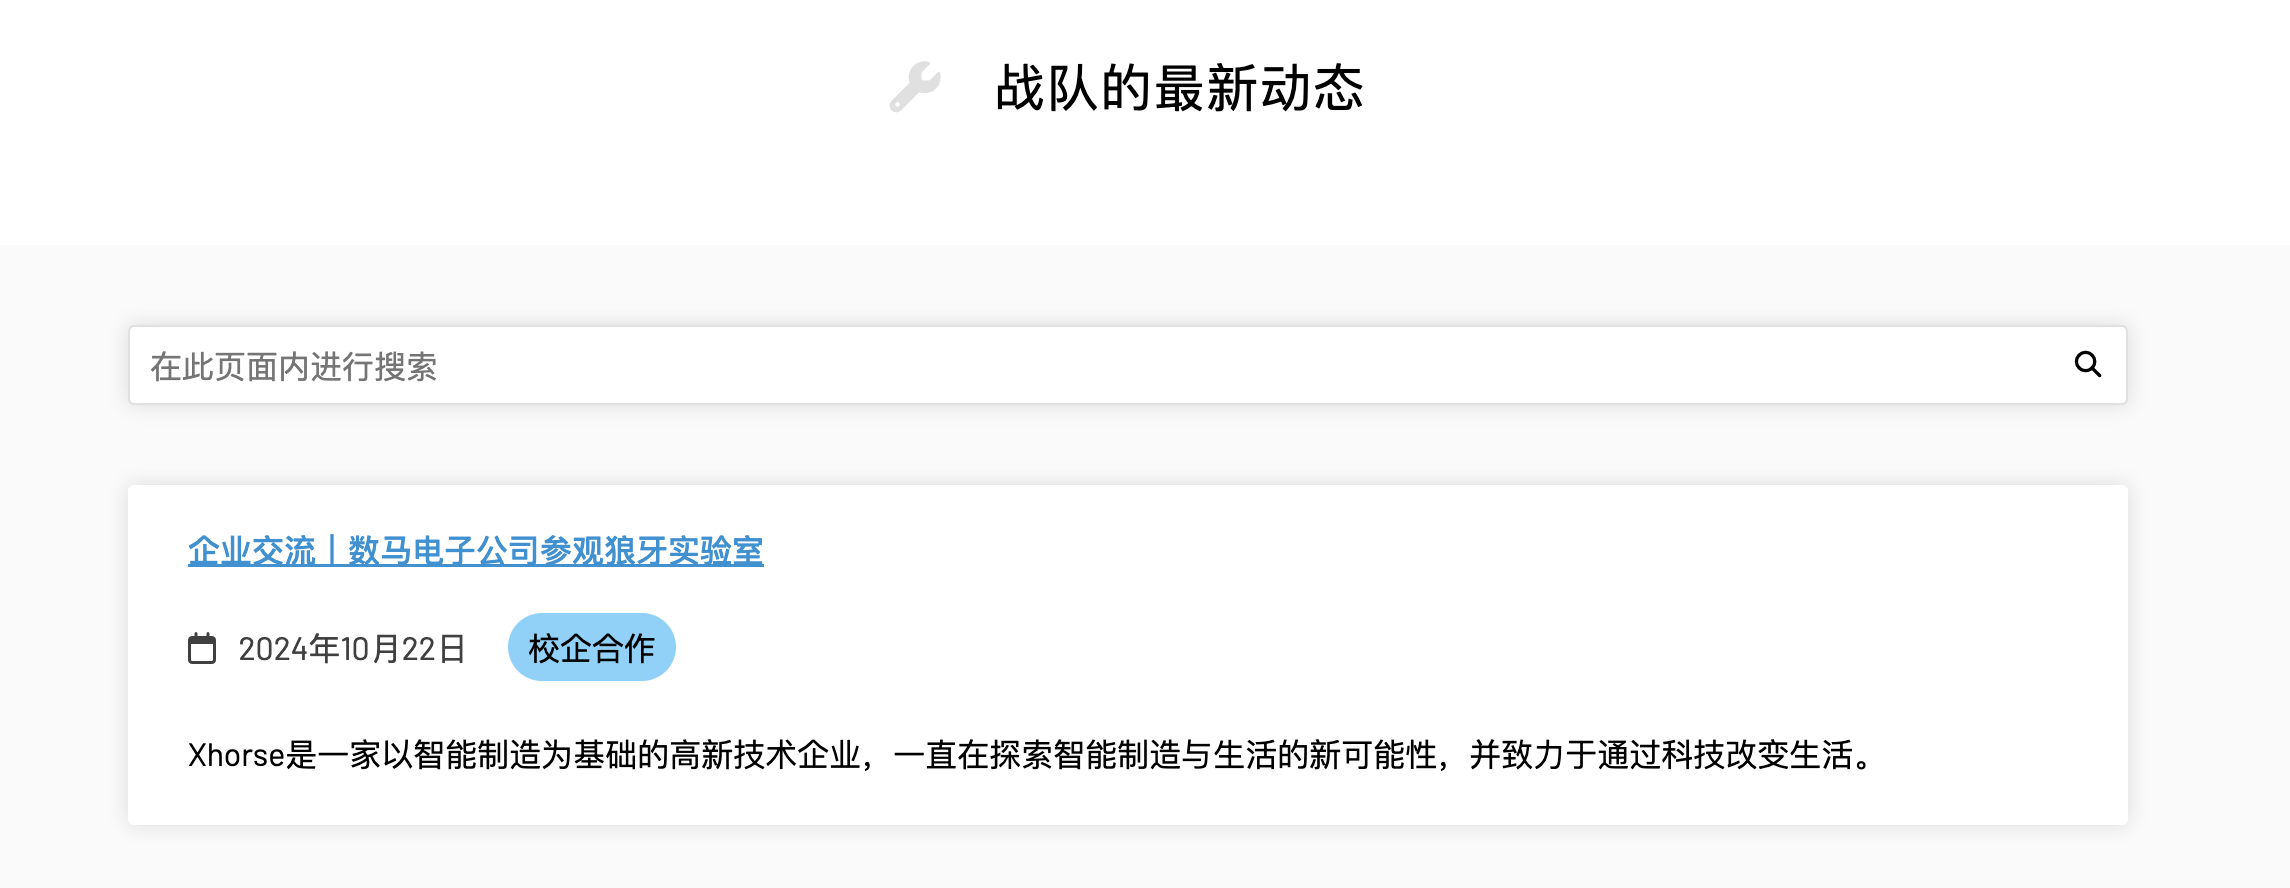 战队的最新动态
在此页面内进行搜索
企业交流｜数马电子公司参观狼牙实验室
2024年10月22日 校企合作
Xhorse是一家以智能制造为基础的高新技术企业，一直在探索智能制造与生活的新可能性，并致力于通过科技改变生活。